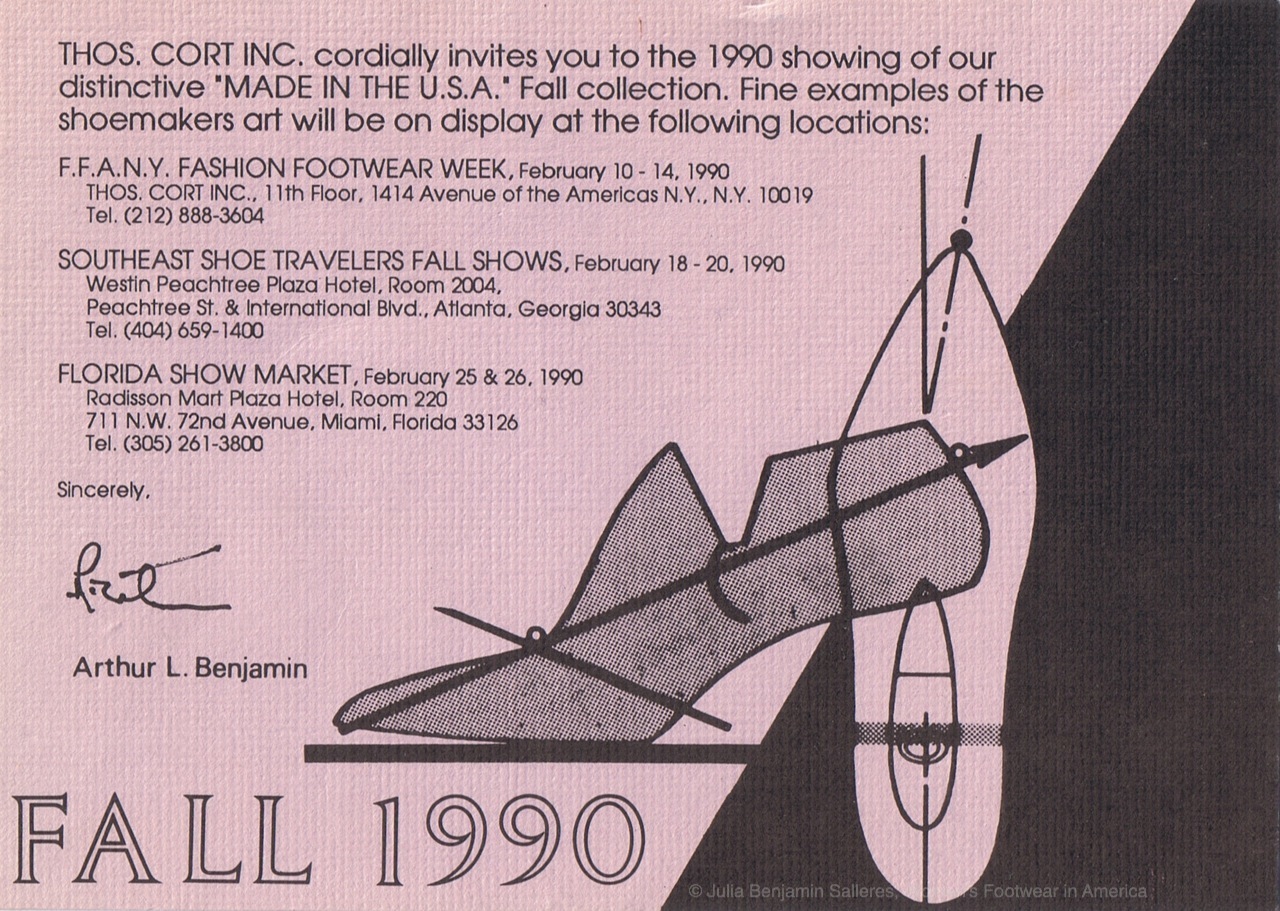 THOS. CORT INC. cordially invites you to the 1990 showing of our
distinctive "MADE IN THE U.S.A." Fall collection. Fine examples of the
shoemakers art will be on display at the following locations:
F.F.A.N.Y. FASHION FOOTWEAR WEEK, February 10 - 14, 1990
THOS. CORT INC., 11th Floor, 1414 Avenue of the Americas N.Y., N.Y. 10019
Tel. (212) 888-3604
SOUTHEAST SHOE TRAVELERS FALL SHOWS, February 18 - 20, 1990
Westin Peachtree Plaza Hotel, Room 2004,
Peachtree St. & International Blvd., Atlanta, Georgia 30343
Tel. (404) 659-1400
FLORIDA SHOW MARKET, February 25 & 26, 1990
Radisson Mart Plaza Hotel, Room 220
711 N.W. 72nd Avenue, Miami, Florida 33126
Tel. (305) 261-3800
Sincerely,
Arthur L. Benjamin
FALL 1990
© Julia Benjamin Salleres, Footwear in America